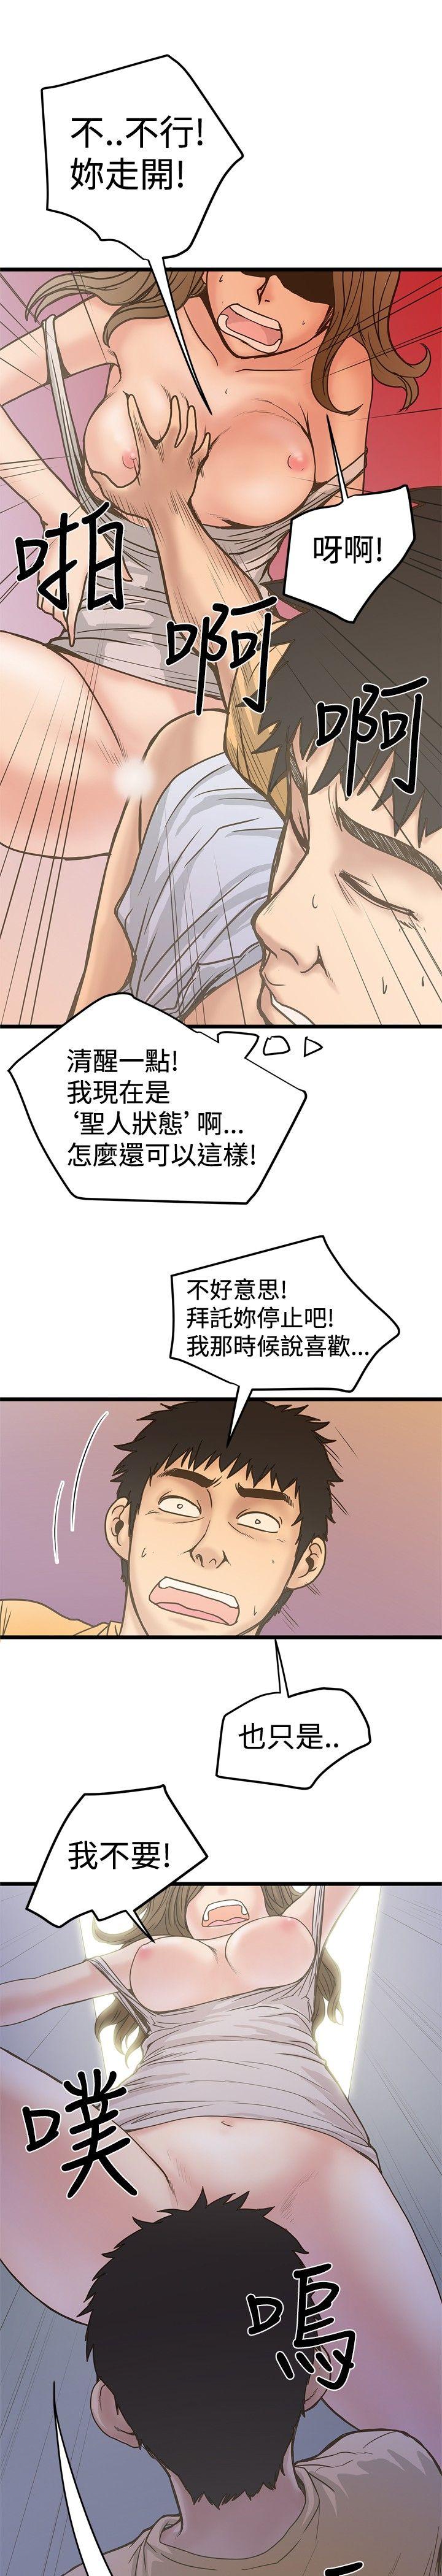 不..不行!
妳走開!
呀啊!
啪
啊
啊
清醒一點!
我現在是
‘聖人狀態’啊...
怎麼還可以這樣!
不好意思!
拜託妳停止吧!
我那時候說喜歡...
也只是..
我不要!
噗
嗚